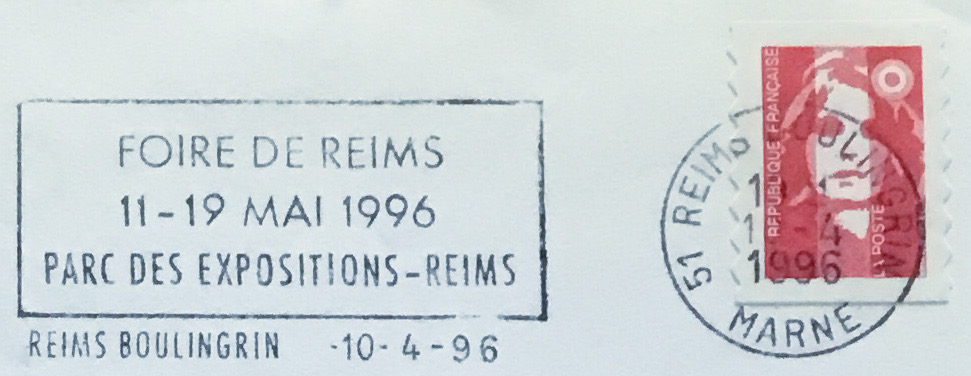 FOIRE DE REIMS
11-19 MAI 1996
PARC DES EXPOSITIONS-REIMS
REIMS BOULINGRIN -10-4-96
51 REIMS BOULINGRIN
1996
MARNE
RÉPUBLIQUE FRANÇAISE
LA POSTE